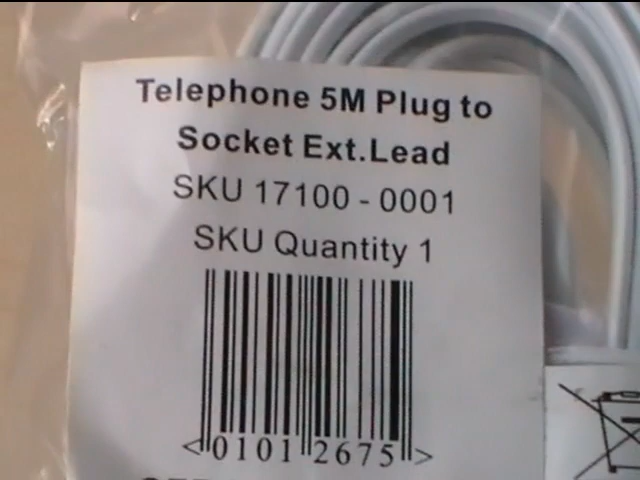 Telephone 5M Plug to
Socket Ext.Lead
SKU 17100 - 0001
SKU Quantity 1
<0101 2675>